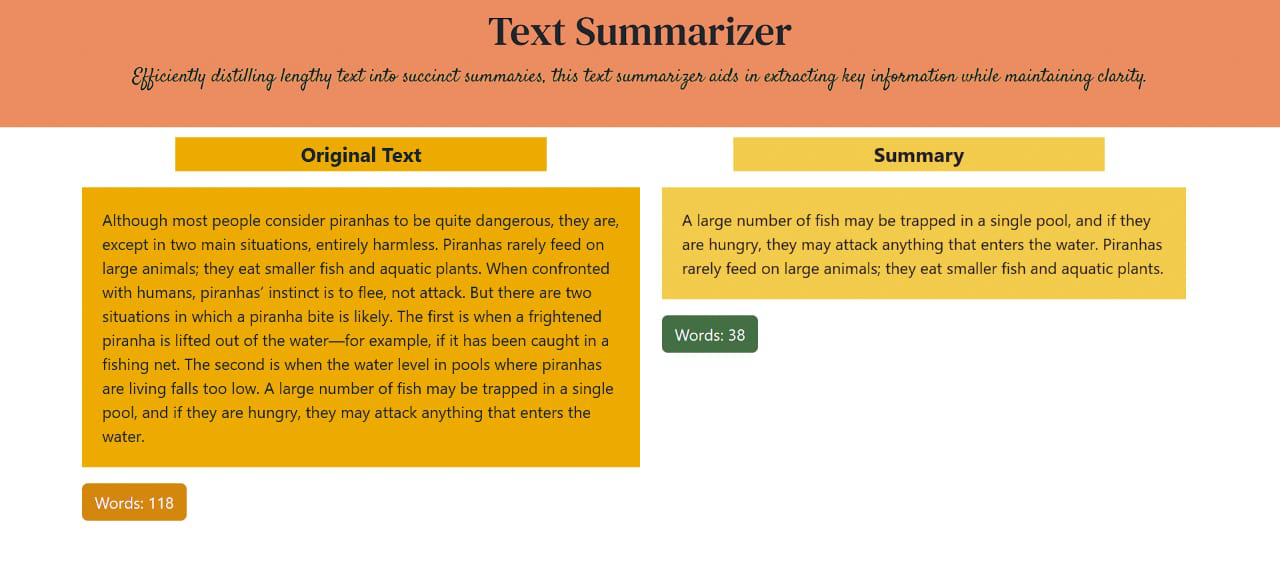 Text Summarizer
Efficiently distilling lengthy text into succinct summaries, this text summarizer aids in extracting key information while maintaining clarity.
Original Text
Although most people consider piranhas to be quite dangerous, they are,
except in two main situations, entirely harmless. Piranhas rarely feed on
large animals; they eat smaller fish and aquatic plants. When confronted
with humans, piranhas’ instinct is to flee, not attack. But there are two
situations in which a piranha bite is likely. The first is when a frightened
piranha is lifted out of the water—for example, if it has been caught in a
fishing net. The second is when the water level in pools where piranhas
are living falls too low. A large number of fish may be trapped in a single
pool, and if they are hungry, they may attack anything that enters the
water.
Words: 118
Summary
A large number of fish may be trapped in a single pool, and if they
are hungry, they may attack anything that enters the water. Piranhas
rarely feed on large animals; they eat smaller fish and aquatic plants.
Words: 38